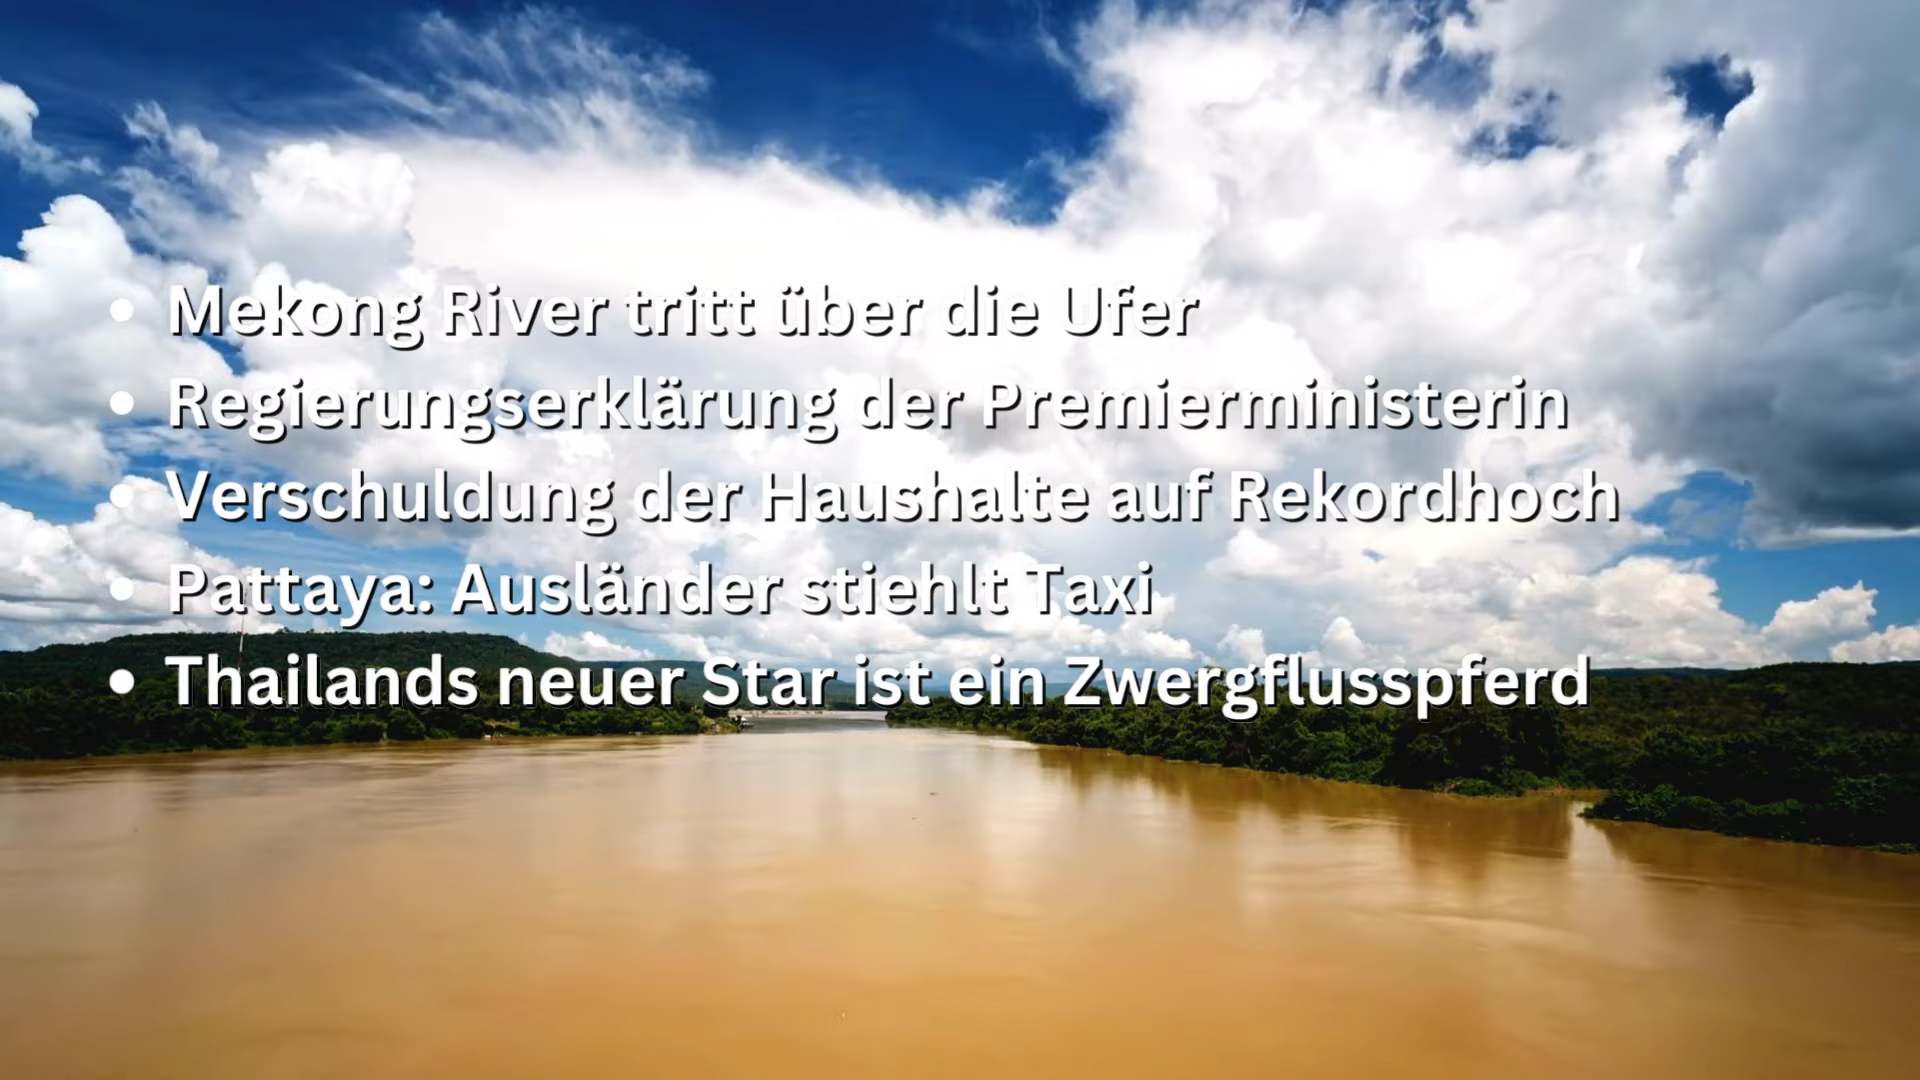 • Mekong River tritt über die Ufer
• Regierungserklärung der Premierministerin
• Verschuldung der Haushalte auf Rekordhoch
• Pattaya: Ausländer stiehlt Taxi
• Thailands neuer Star ist ein Zwergflusspferd